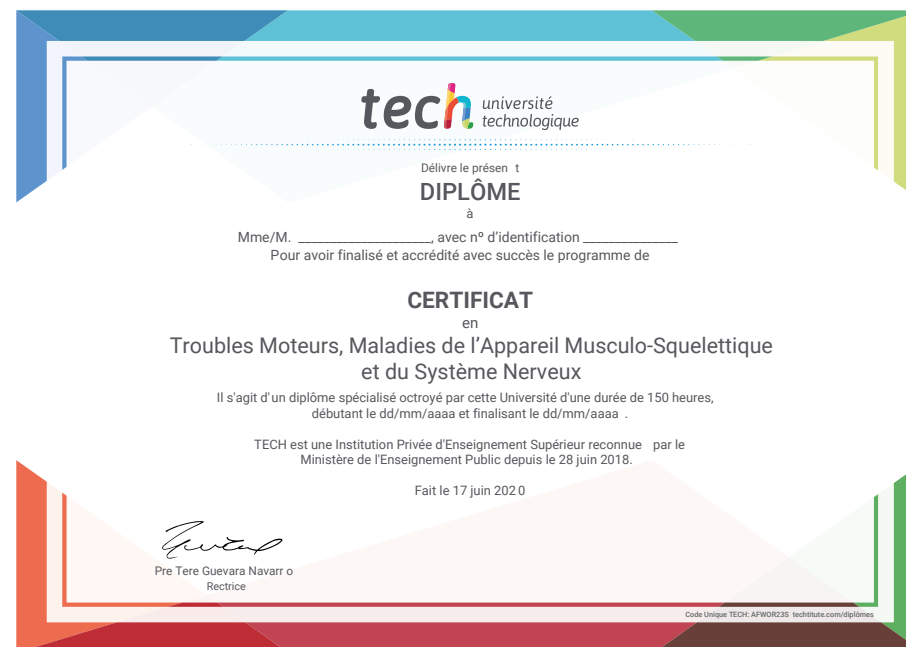 tech université
technologique
Délivre le présen t
DIPLÔME
à
Mme/M. _____________________, avec nº d’identification _______________
Pour avoir finalisé et accrédité avec succès le programme de
CERTIFICAT
en
Troubles Moteurs, Maladies de l’Appareil Musculo-Squelettique
et du Système Nerveux
Il s'agit d'un diplôme spécialisé octroyé par cette Université d'une durée de 150 heures,
débutant le dd/mm/aaaa et finalisant le dd/mm/aaaa .
TECH est une Institution Privée d'Enseignement Supérieur reconnue par le
Ministère de l'Enseignement Public depuis le 28 juin 2018.
Fait le 17 juin 2020
Pre Tere Guevara Navarr o
Rectrice
Code Unique TECH: AFWOR23S techtitute.com/diplômes